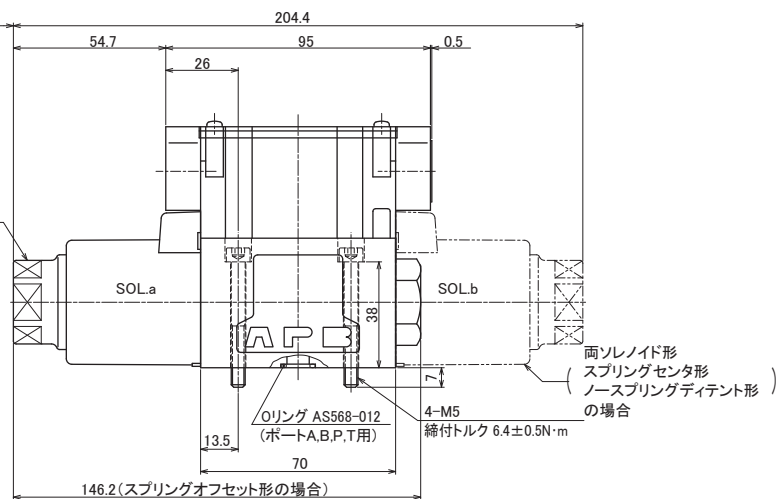 204.4
54.7
95
0.5
26
SOL.a
SOL.b
38
APB
7
両ソレノイド形
スプリングセンタ形
ノースプリングディテント形
の場合
Oリング AS568-012
(ポートA,B,P,T用)
4-M5
締付トルク 6.4±0.5N·m
13.5
70
146.2(スプリングオフセット形の場合)